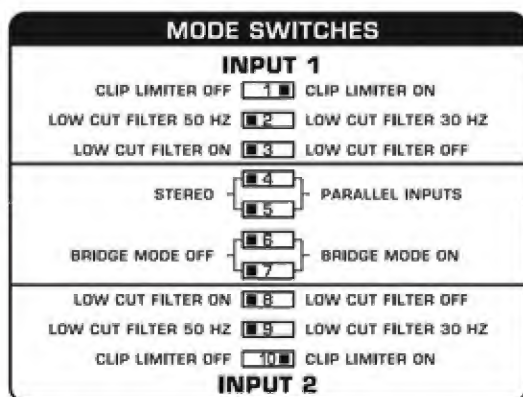 MODE SWITCHES
INPUT 1
CLIP LIMITER OFF 1 CLIP LIMITER ON
LOW CUT FILTER 50 HZ 2 LOW CUT FILTER 30 HZ
LOW CUT FILTER ON 3 LOW CUT FILTER OFF
4
STEREO PARALLEL INPUTS
5
6
BRIDGE MODE OFF BRIDGE MODE ON
7
LOW CUT FILTER ON 8 LOW CUT FILTER OFF
LOW CUT FILTER 50 HZ 9 LOW CUT FILTER 30 HZ
CLIP LIMITER OFF 10 CLIP LIMITER ON
INPUT 2